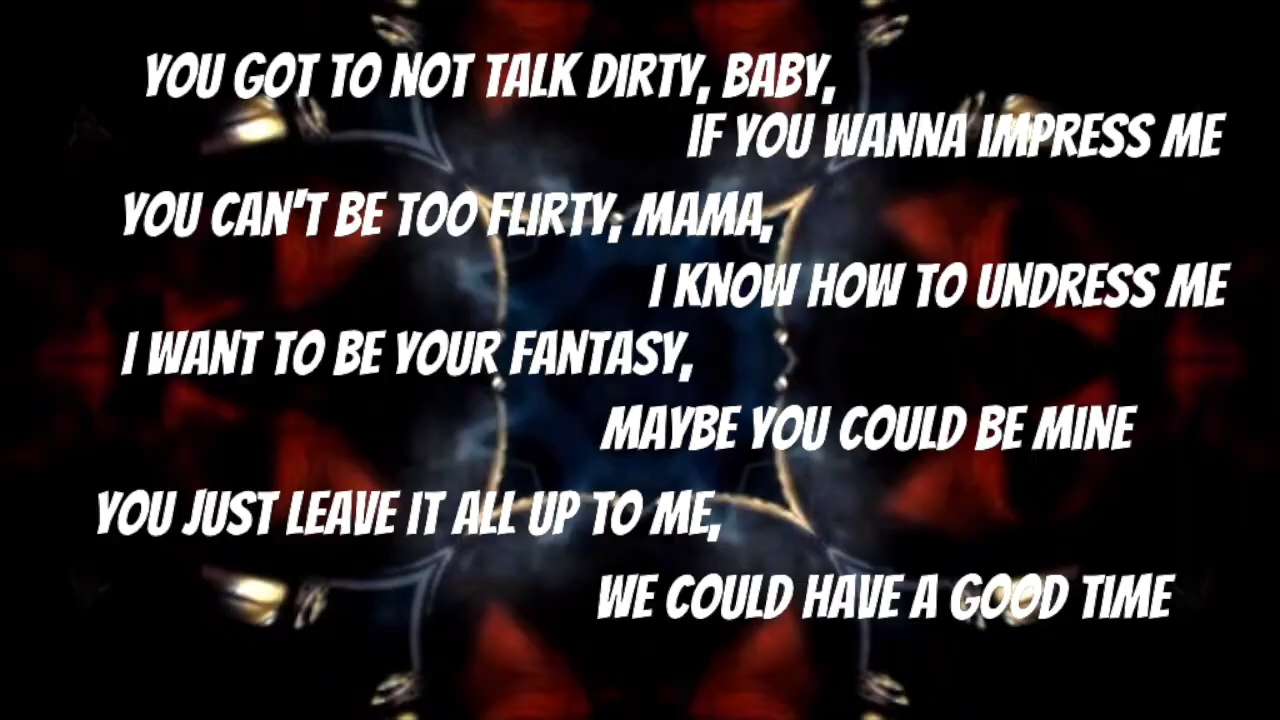 YOU GOT TO NOT TALK DIRTY, BABY,
IF YOU WANNA IMPRESS ME
YOU CAN'T BE TOO FLIRTY, MAMA,
I KNOW HOW TO UNDRESS ME
I WANT TO BE YOUR FANTASY,
MAYBE YOU COULD BE MINE
YOU JUST LEAVE IT ALL UP TO ME,
WE COULD HAVE A GOOD TIME